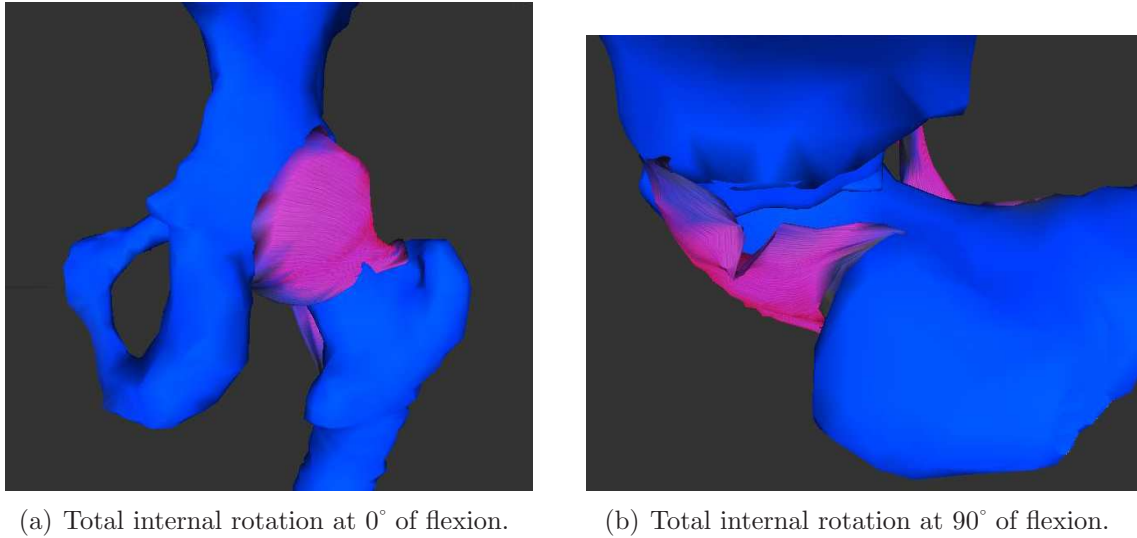 (a) Total internal rotation at 0° of flexion.
(b) Total internal rotation at 90° of flexion.